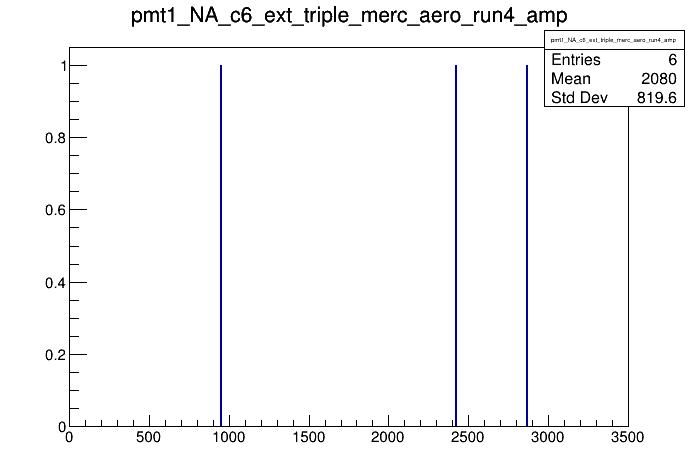 pmt1_NA_c6_ext_triple_merc_aero_run4_amp
pmt1_NA_c6_ext_triple_merc_aero_run4_amp
Entries 6
Mean 2080
Std Dev 819.6
1
0.8
0.6
0.4
0.2
0
0 500 1000 1500 2000 2500 3000 3500